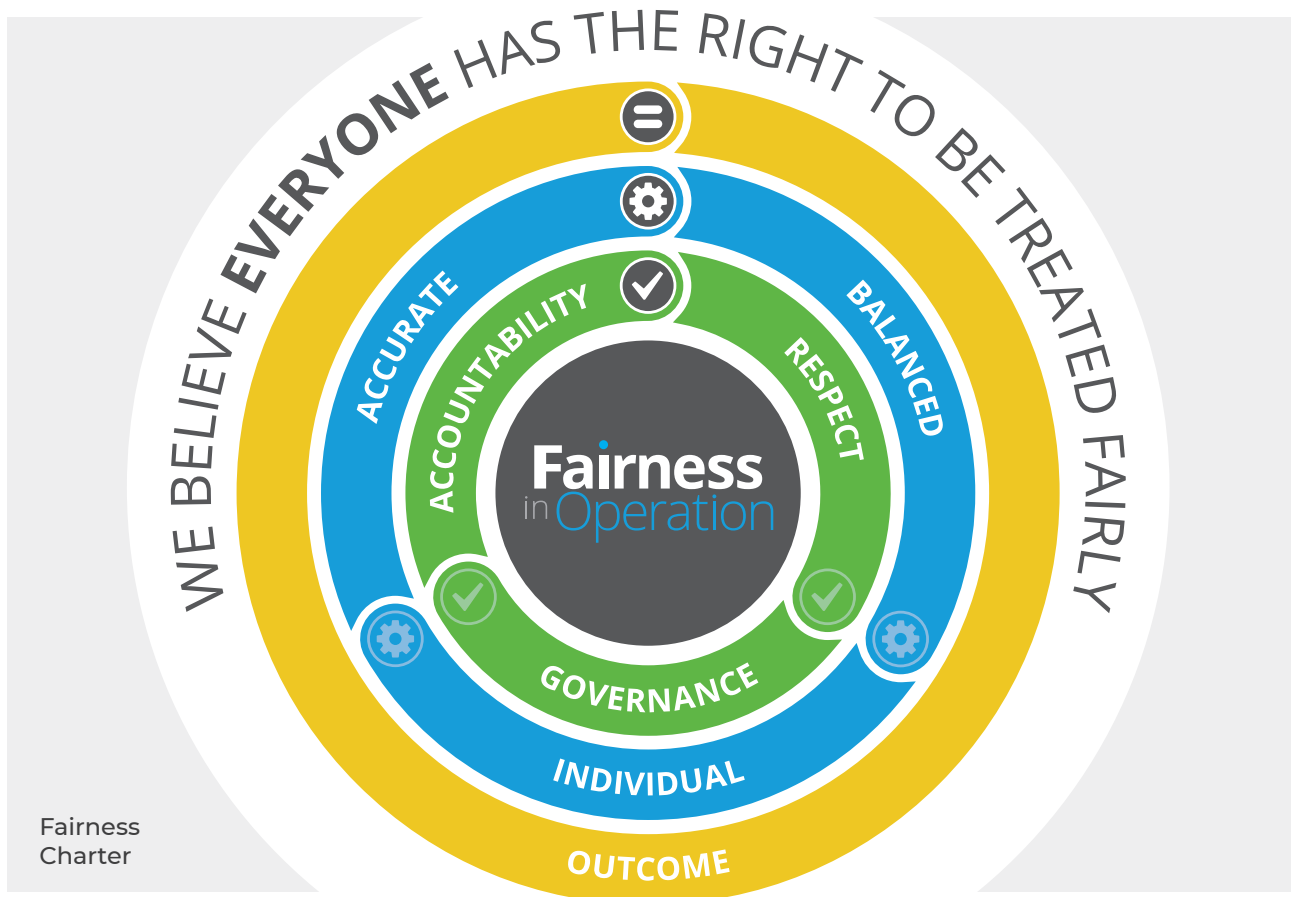 WE BELIEVE EVERYONE HAS THE RIGHT TO BE TREATED FAIRLY
ACCURATE
BALANCED
ACCOUNTABILITY
RESPECT
Fairness
in Operation
GOVERNANCE
INDIVIDUAL
OUTCOME
Fairness
Charter